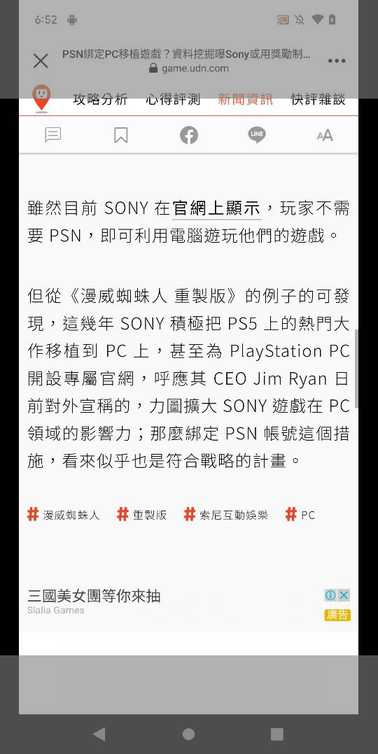 6:52
PSN綁定PC移植遊戲？資料挖掘曝Sony或用獎勵制...
game.udn.com
攻略分析 心得評測 新聞資訊 快評雜談
LINE
AA
雖然目前 SONY 在官網上顯示，玩家不需
要 PSN，即可利用電腦遊玩他們的遊戲。
但從《漫威蜘蛛人 重製版》的例子的可發
現，這幾年 SONY 積極把 PS5 上的熱門大
作移植到 PC 上，甚至為 PlayStation PC
開設專屬官網，呼應其 CEO Jim Ryan 日
前對外宣稱的，力圖擴大 SONY 遊戲在 PC
領域的影響力；那麼綁定 PSN 帳號這個措
施，看來似乎也是符合戰略的計畫。
# 漫威蜘蛛人 # 重製版 # 索尼互動娛樂 # PC
三國美女團等你來抽
Sialia Games
廣告